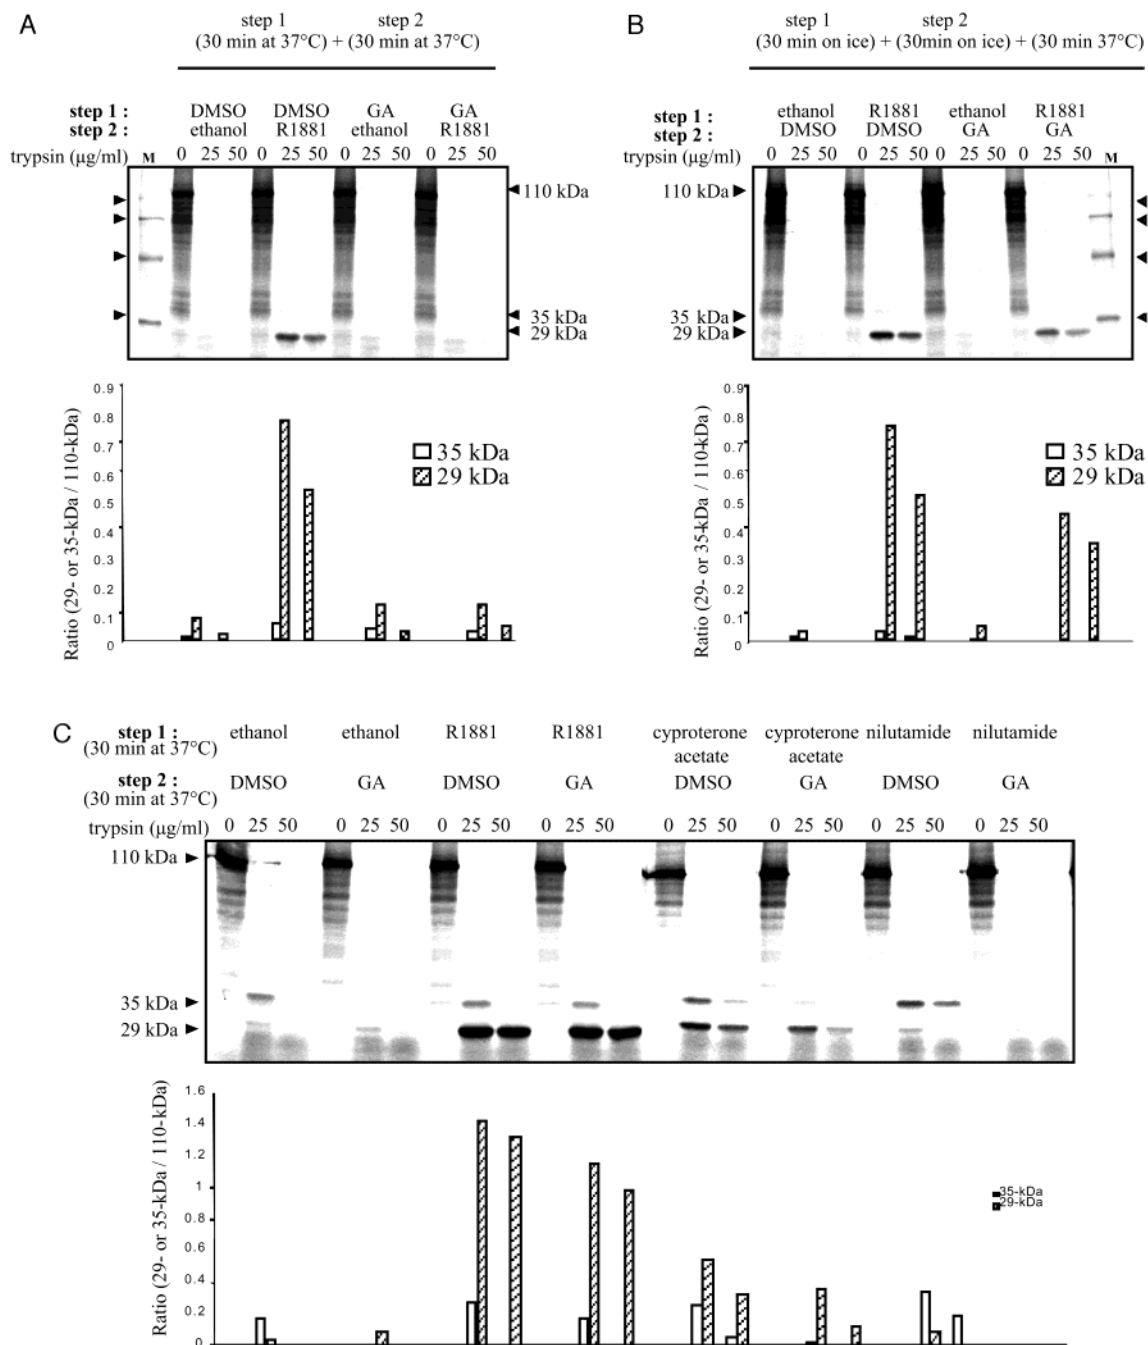 A
step 1 step 2
(30 min at 37°C) + (30 min at 37°C)
step 1 : DMSO DMSO GA GA
step 2 : ethanol R1881 ethanol R1881
trypsin (µg/ml) M 0 25 50 0 25 50 0 25 50 0 25 50
110 kDa
35 kDa
29 kDa
Ratio (29- or 35-kDa / 110-kDa)
0.9
0.8
0.7
0.6
0.5
0.4
0.3
0.2
0.1
0
35 kDa
29 kDa
B
step 1 step 2
(30 min on ice) + (30min on ice) + (30 min 37°C)
step 1 : ethanol R1881 ethanol R1881
step 2 : DMSO DMSO GA GA
trypsin (µg/ml) 0 25 50 0 25 50 0 25 50 0 25 50 M
110 kDa
35 kDa
29 kDa
Ratio (29- or 35-kDa / 110-kDa)
0.9
0.8
0.7
0.6
0.5
0.4
0.3
0.2
0.1
0
35 kDa
29 kDa
C
step 1 : ethanol ethanol R1881 R1881 cyproterone cyproterone nilutamide nilutamide
(30 min at 37°C) acetate acetate
step 2 : DMSO GA DMSO GA DMSO GA DMSO GA
(30 min at 37°C)
trypsin (µg/ml) 0 25 50 0 25 50 0 25 50 0 25 50 0 25 50 0 25 50 0 25 50 0 25 50
110 kDa
35 kDa
29 kDa
Ratio (29- or 35-kDa / 110-kDa)
1.6
1.4
1
0.8
0.6
0.4
0.2
0
35-kDa
29-kDa